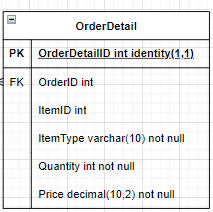 OrderDetail
PK OrderDetailID int identity(1,1)
FK OrderID int
ItemID int
ItemType varchar(10) not null
Quantity int not null
Price decimal(10,2) not null